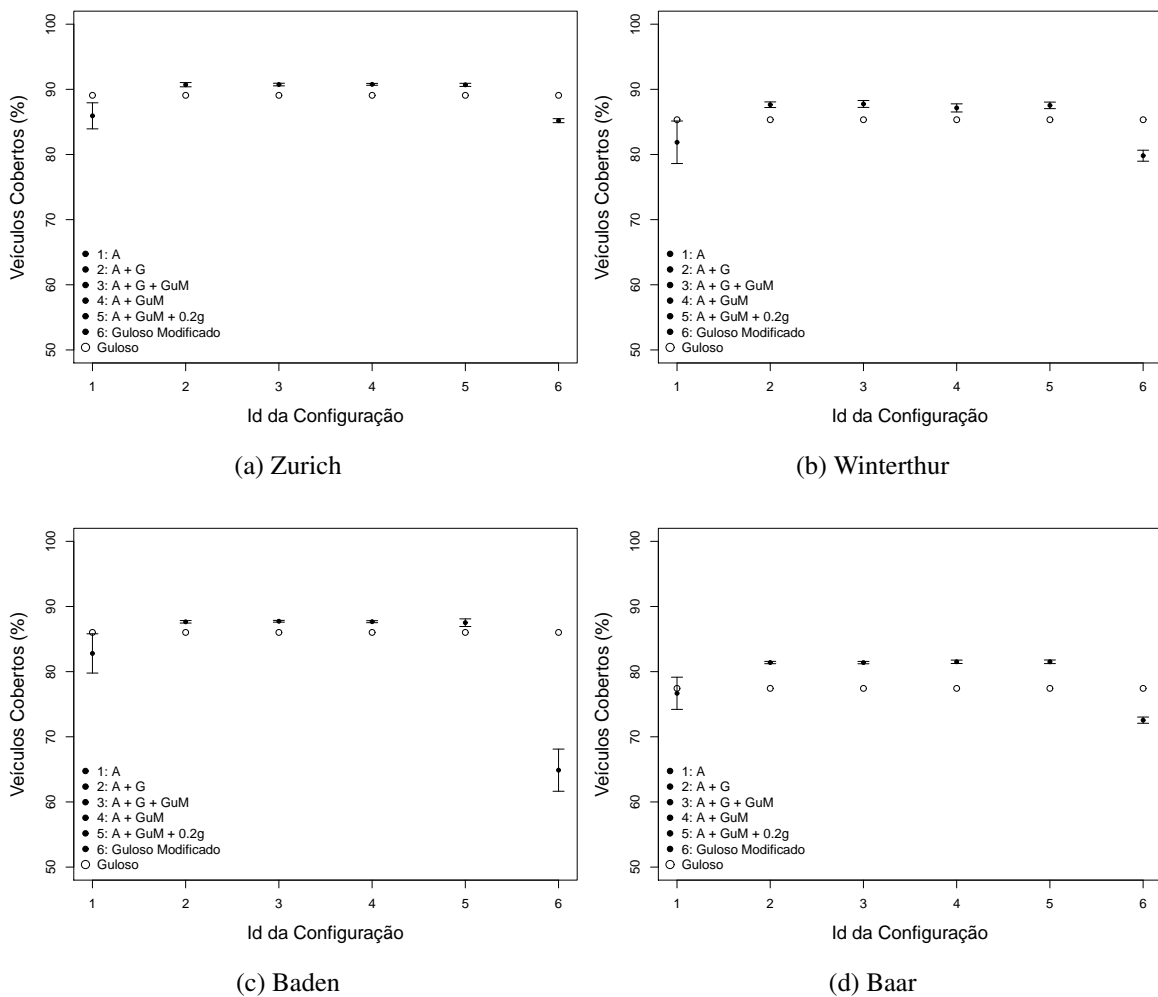 100
90
80
70
60
50
Veículos Cobertos (%)
1: A
2: A + G
3: A + G + GuM
4: A + GuM
5: A + GuM + 0.2g
6: Guloso Modificado
Guloso
1 2 3 4 5 6
Id da Configuração
(a) Zurich
100
90
80
70
60
50
Veículos Cobertos (%)
1: A
2: A + G
3: A + G + GuM
4: A + GuM
5: A + GuM + 0.2g
6: Guloso Modificado
Guloso
1 2 3 4 5 6
Id da Configuração
(b) Winterthur
100
90
80
70
60
50
Veículos Cobertos (%)
1: A
2: A + G
3: A + G + GuM
4: A + GuM
5: A + GuM + 0.2g
6: Guloso Modificado
Guloso
1 2 3 4 5 6
Id da Configuração
(c) Baden
100
90
80
70
60
50
Veículos Cobertos (%)
1: A
2: A + G
3: A + G + GuM
4: A + GuM
5: A + GuM + 0.2g
6: Guloso Modificado
Guloso
1 2 3 4 5 6
Id da Configuração
(d) Baar